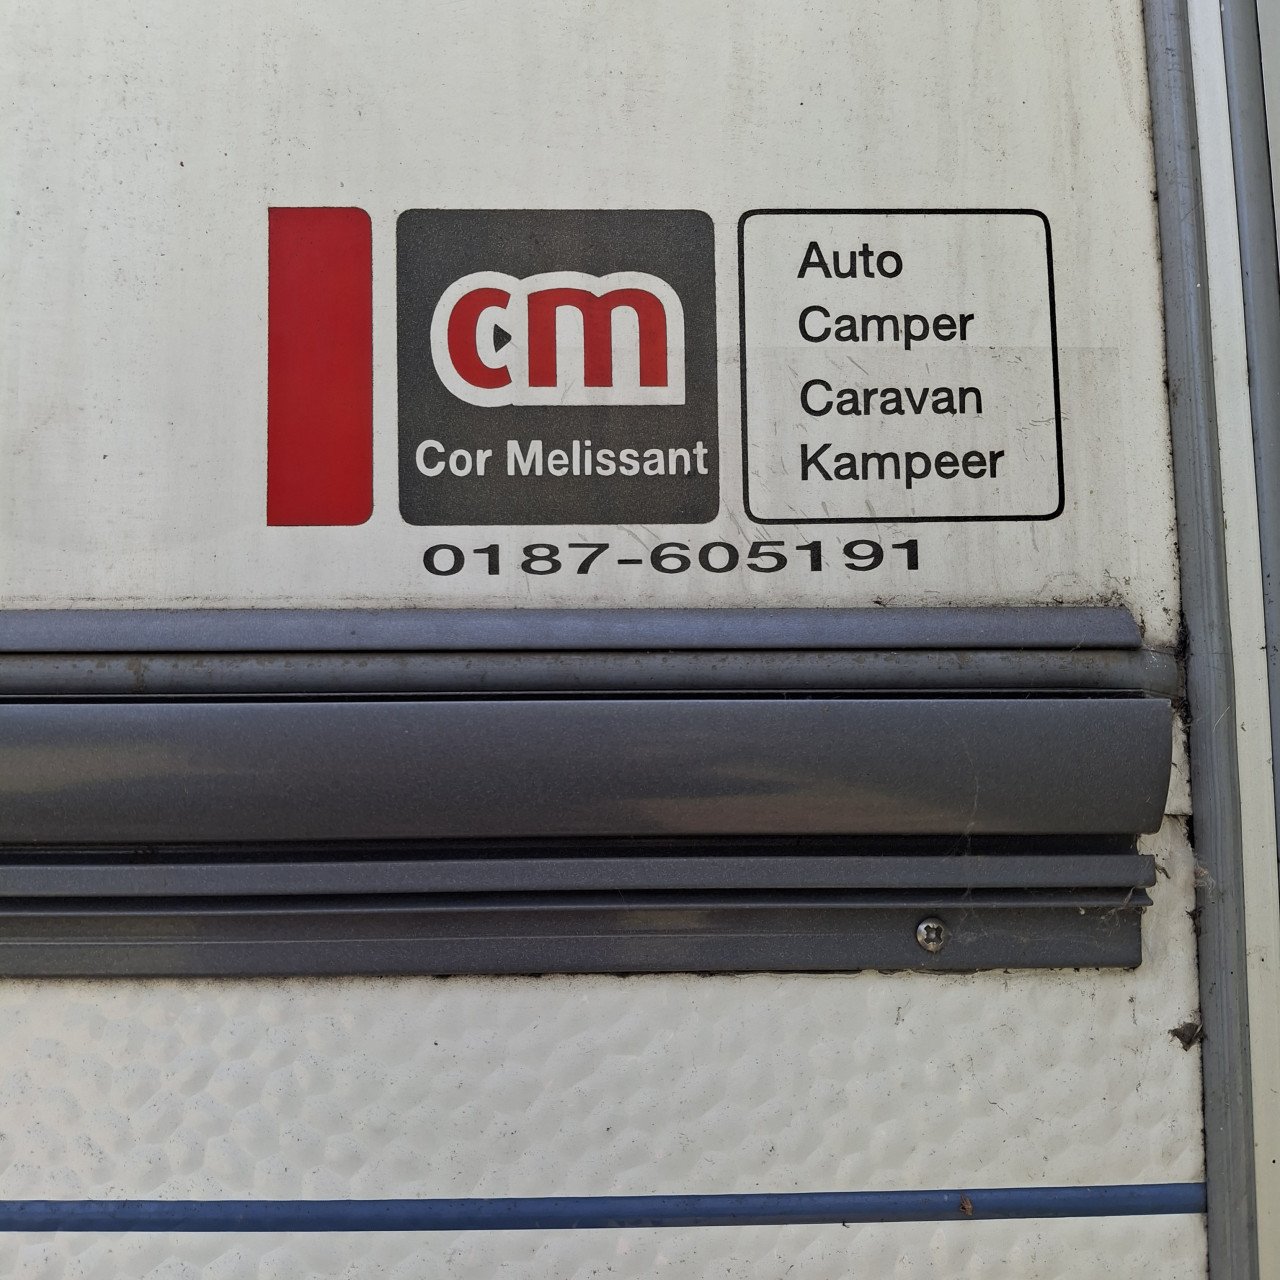 cm
Cor Melissant
Auto
Camper
Caravan
Kampeer
0187-605191